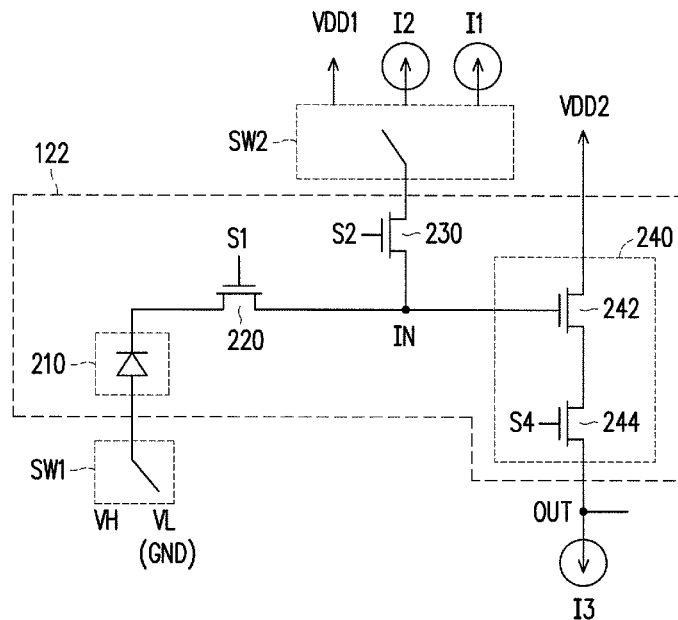 VDD1 I2 I1
VDD2
SW2
122
S2 230
240
S1
242
220 IN
210
S4 244
SW1
VH VL
(GND)
OUT
I3